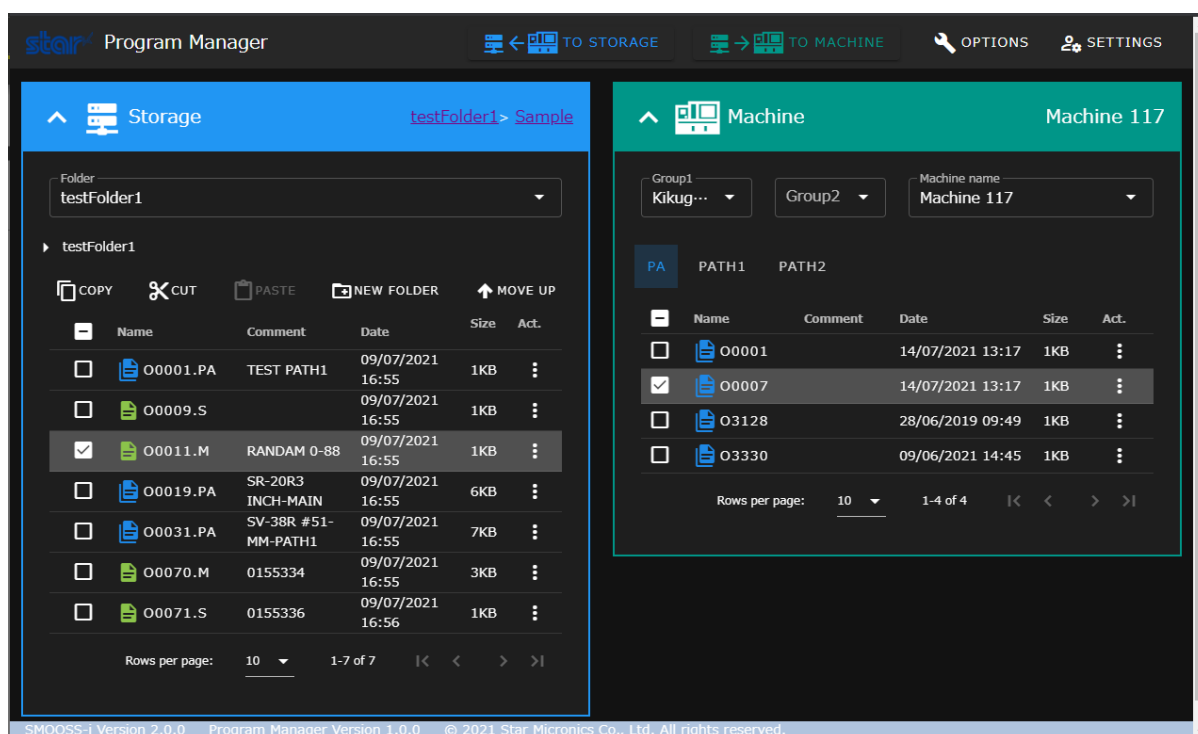 star Program Manager TO STORAGE TO MACHINE OPTIONS SETTINGS
Storage testFolder1> Sample
Folder
testFolder1
testFolder1
COPY CUT PASTE NEW FOLDER MOVE UP
Name Comment Date Size Act.
O0001.PA TEST PATH1 09/07/2021 16:55 1KB
O0009.S 09/07/2021 16:55 1KB
O0011.M RANDAM 0-88 09/07/2021 16:55 1KB
O0019.PA SR-20R3 INCH-MAIN 09/07/2021 16:55 6KB
O0031.PA SV-38R #51-MM-PATH1 09/07/2021 16:55 7KB
O0070.M 0155334 09/07/2021 16:55 3KB
O0071.S 0155336 09/07/2021 16:56 1KB
Rows per page: 10 1-7 of 7
Machine Machine 117
Group1 Machine name
Kikug··· Group2 Machine 117
PA PATH1 PATH2
Name Comment Date Size Act.
O0001 14/07/2021 13:17 1KB
O0007 14/07/2021 13:17 1KB
O3128 28/06/2019 09:49 1KB
O3330 09/06/2021 14:45 1KB
Rows per page: 10 1-4 of 4
SMOOSS-i Version 2.0.0 Program Manager Version 1.0.0 © 2021 Star Micronics Co., Ltd. All rights reserved.